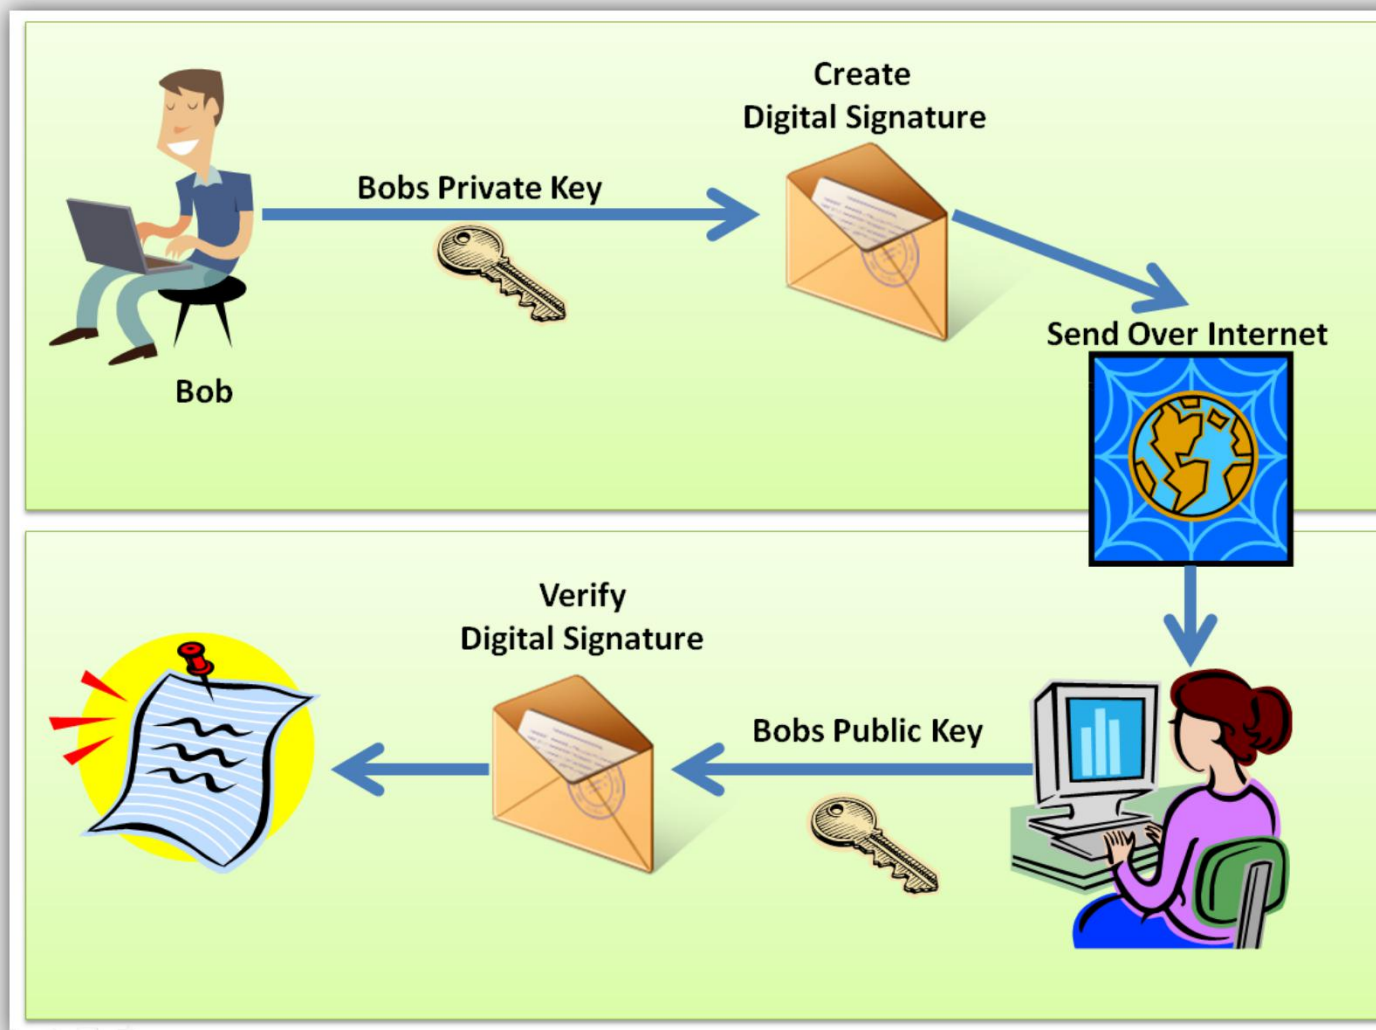 Create
Digital Signature
Bobs Private Key
Send Over Internet
Bob
Verify
Digital Signature
Bobs Public Key